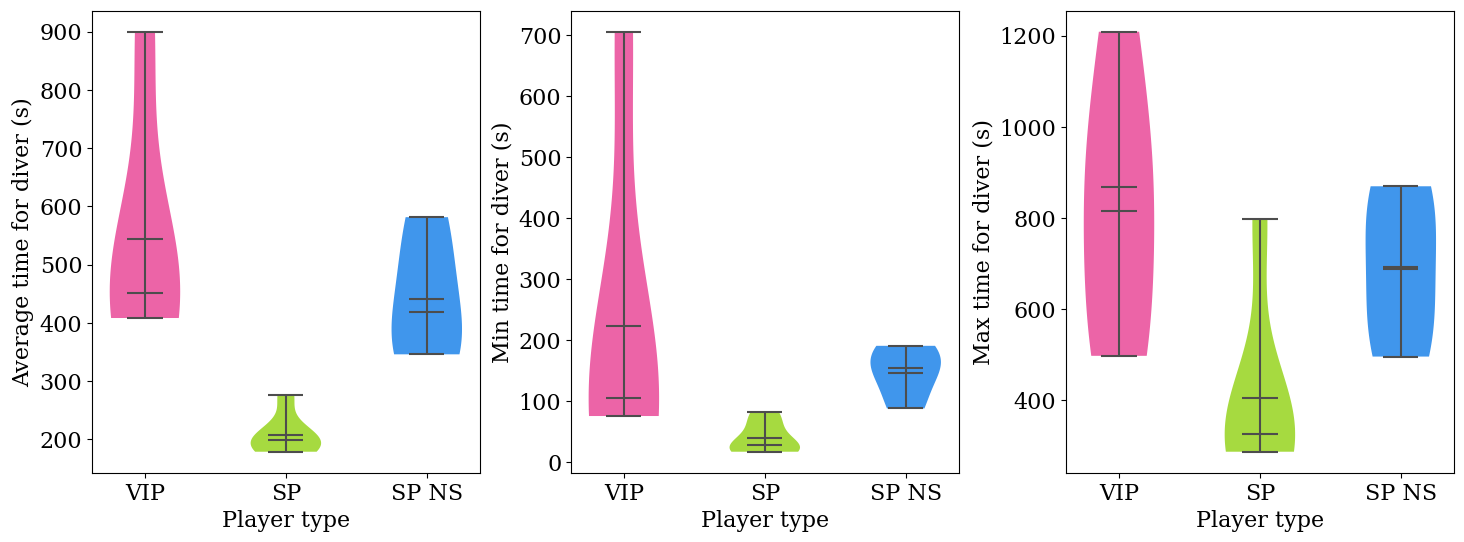 Average time for diver (s)
900
800
700
600
500
400
300
200
VIP SP SP NS
Player type
Min time for diver (s)
700
600
500
400
300
200
100
0
VIP SP SP NS
Player type
Max time for diver (s)
1200
1000
800
600
400
VIP SP SP NS
Player type